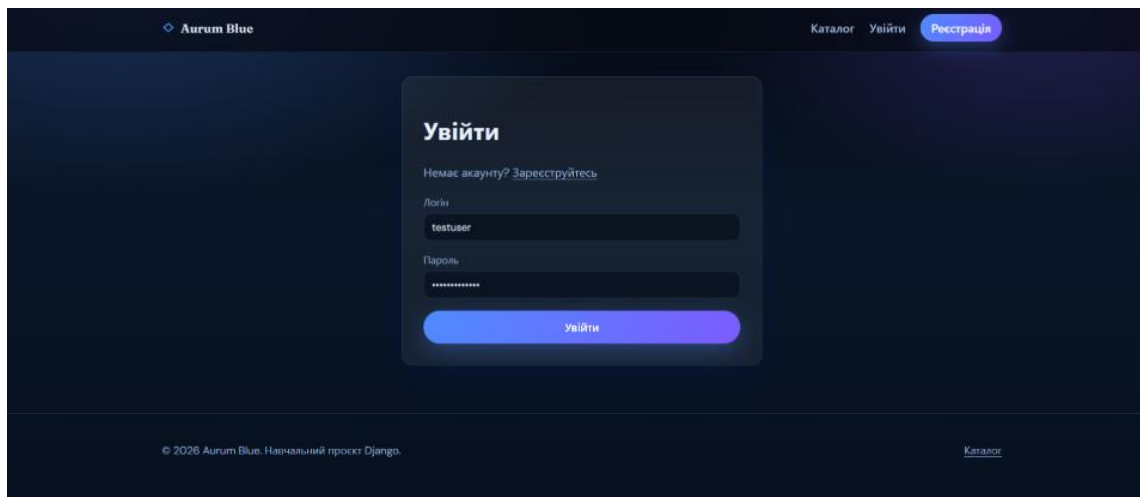 Aurum Blue
Каталог Увійти Реєстрація
Увійти
Немає акаунту? Зареєструйтесь
Логін
testuser
Пароль
•••••••••••••
Увійти
© 2026 Aurum Blue. Навчальний проєкт Django.
Каталог